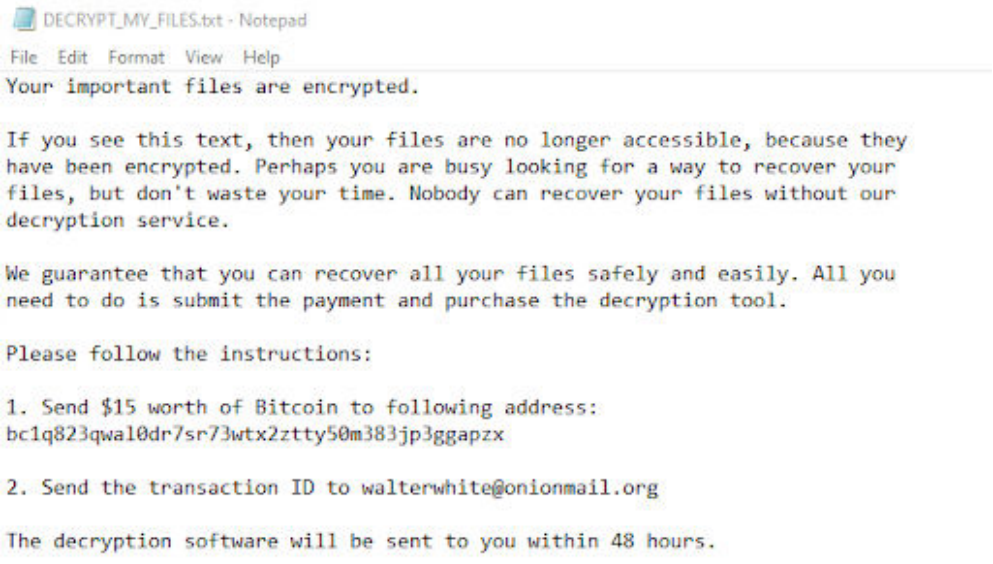 DECRYPT_MY_FILES.txt - Notepad
File Edit Format View Help
Your important files are encrypted.
If you see this text, then your files are no longer accessible, because they
have been encrypted. Perhaps you are busy looking for a way to recover your
files, but don't waste your time. Nobody can recover your files without our
decryption service.
We guarantee that you can recover all your files safely and easily. All you
need to do is submit the payment and purchase the decryption tool.
Please follow the instructions:
1. Send $15 worth of Bitcoin to following address:
bc1q823qwal0dr7sr73wtx2ztty50m383jp3ggapzx
2. Send the transaction ID to walterwhite@onionmail.org
The decryption software will be sent to you within 48 hours.